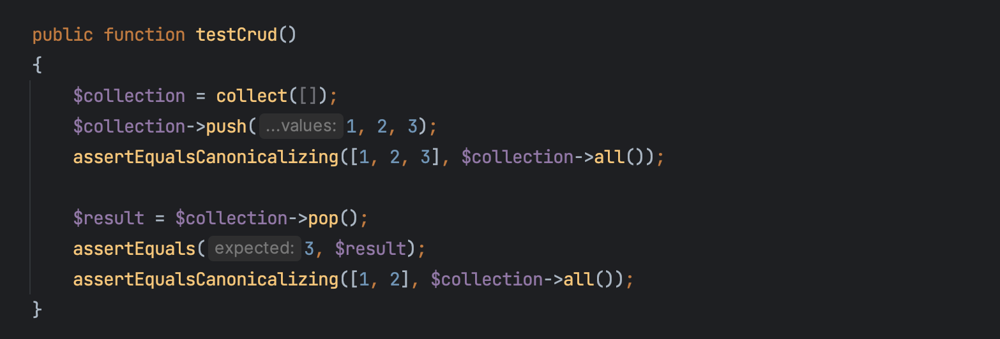 public function testCrud()
{
    $collection = collect([]);
    $collection->push(...values: 1, 2, 3);
    assertEqualsCanonicalizing([1, 2, 3], $collection->all());

    $result = $collection->pop();
    assertEquals(expected: 3, $result);
    assertEqualsCanonicalizing([1, 2], $collection->all());
}